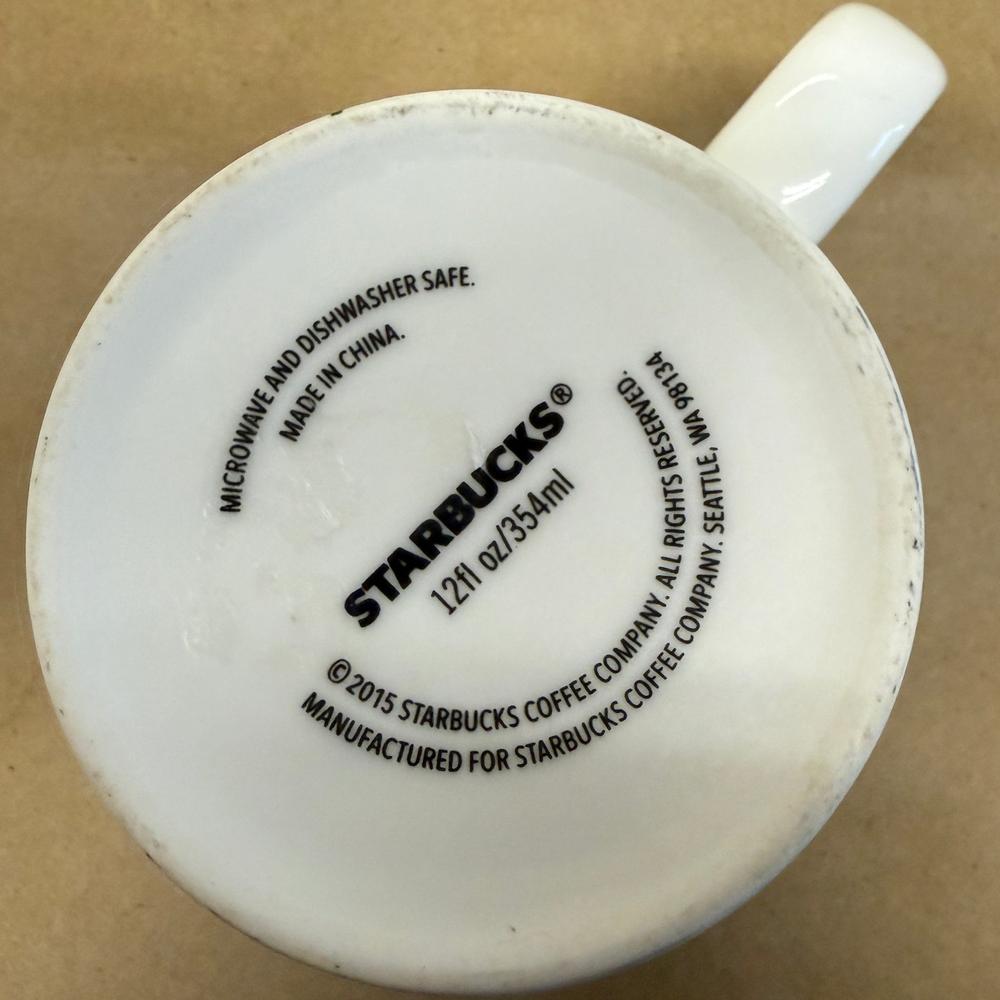 MICROWAVE AND DISHWASHER SAFE.
MADE IN CHINA.
STARBUCKS®
12fl oz/354ml
©2015 STARBUCKS COFFEE COMPANY. ALL RIGHTS RESERVED.
MANUFACTURED FOR STARBUCKS COFFEE COMPANY. SEATTLE, WA 98134